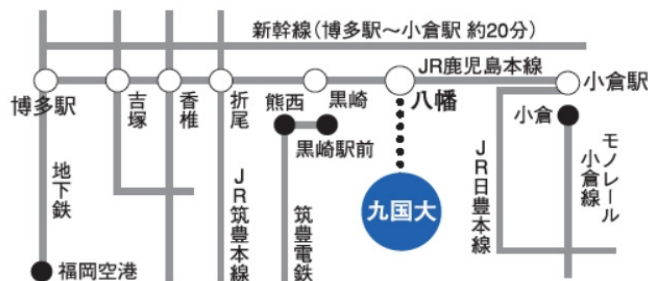 新幹線（博多駅～小倉駅 約20分）
JR鹿児島本線
博多駅
吉塚
香椎
折尾
黒崎
八幡
小倉駅
熊西
黒崎駅前
小倉
地下鉄
福岡空港
JR筑豊本線
筑豊電鉄
九国大
JR日豊本線
モノレール
小倉線